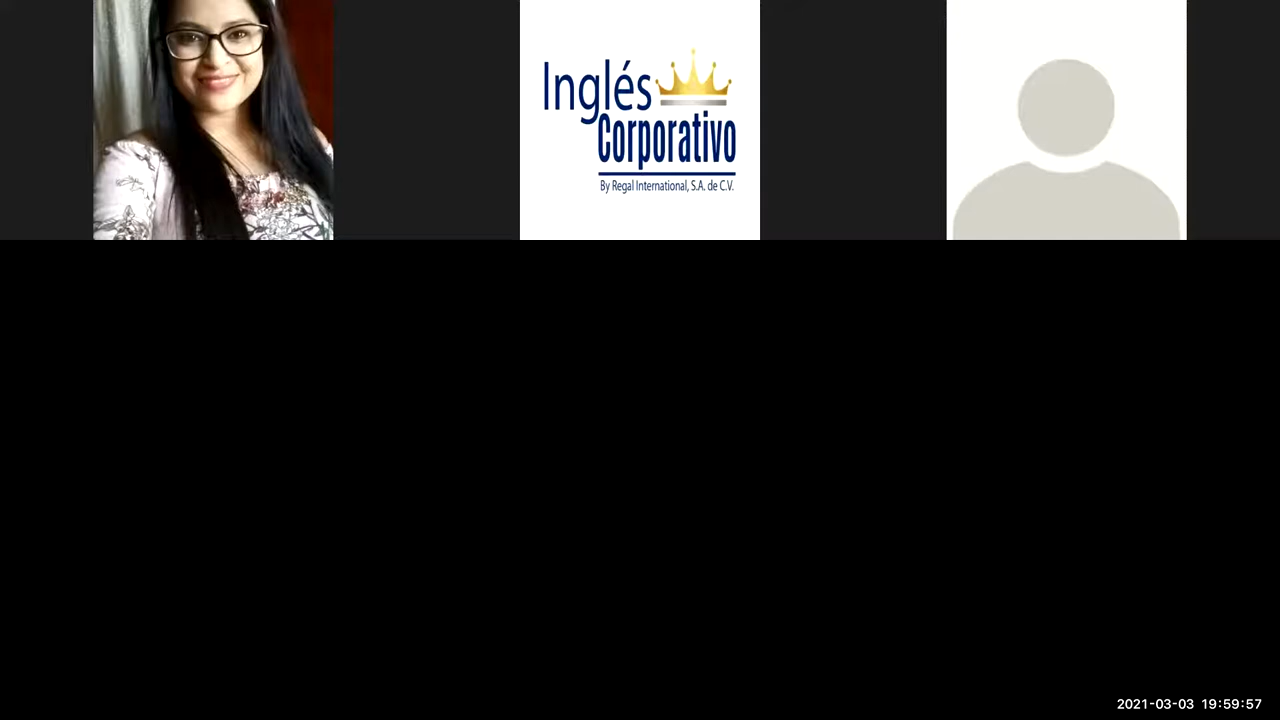 Inglés
Corporativo
By Regal International, S.A. de C.V.
2021-03-03 19:59:57